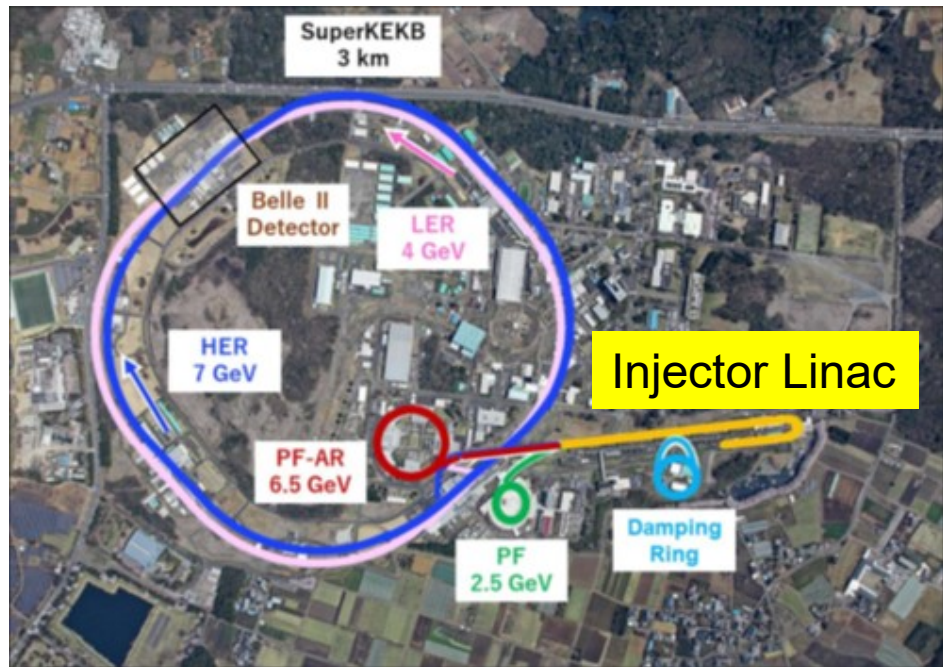 SuperKEKB
3 km
Belle II
Detector
LER
4 GeV
HER
7 GeV
Injector Linac
PF-AR
6.5 GeV
PF
2.5 GeV
Damping
Ring